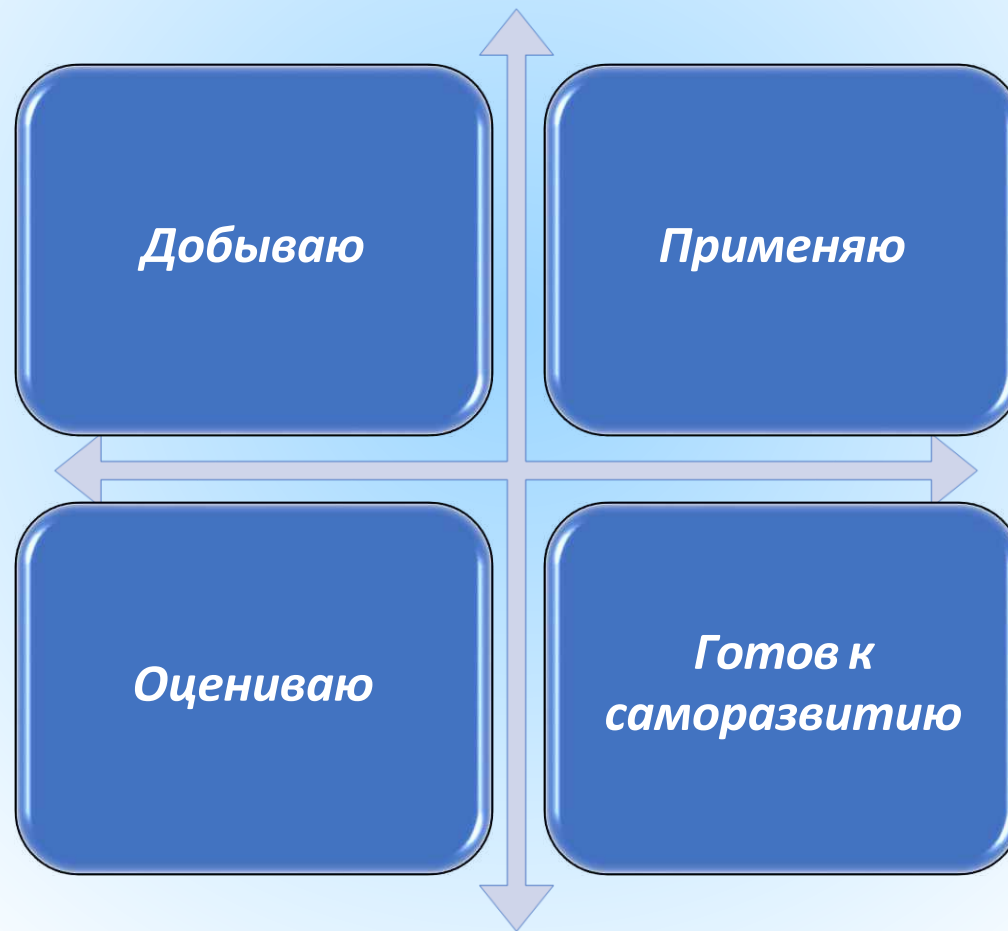 Добываю
Применяю
Оцениваю
Готов к
саморазвитию